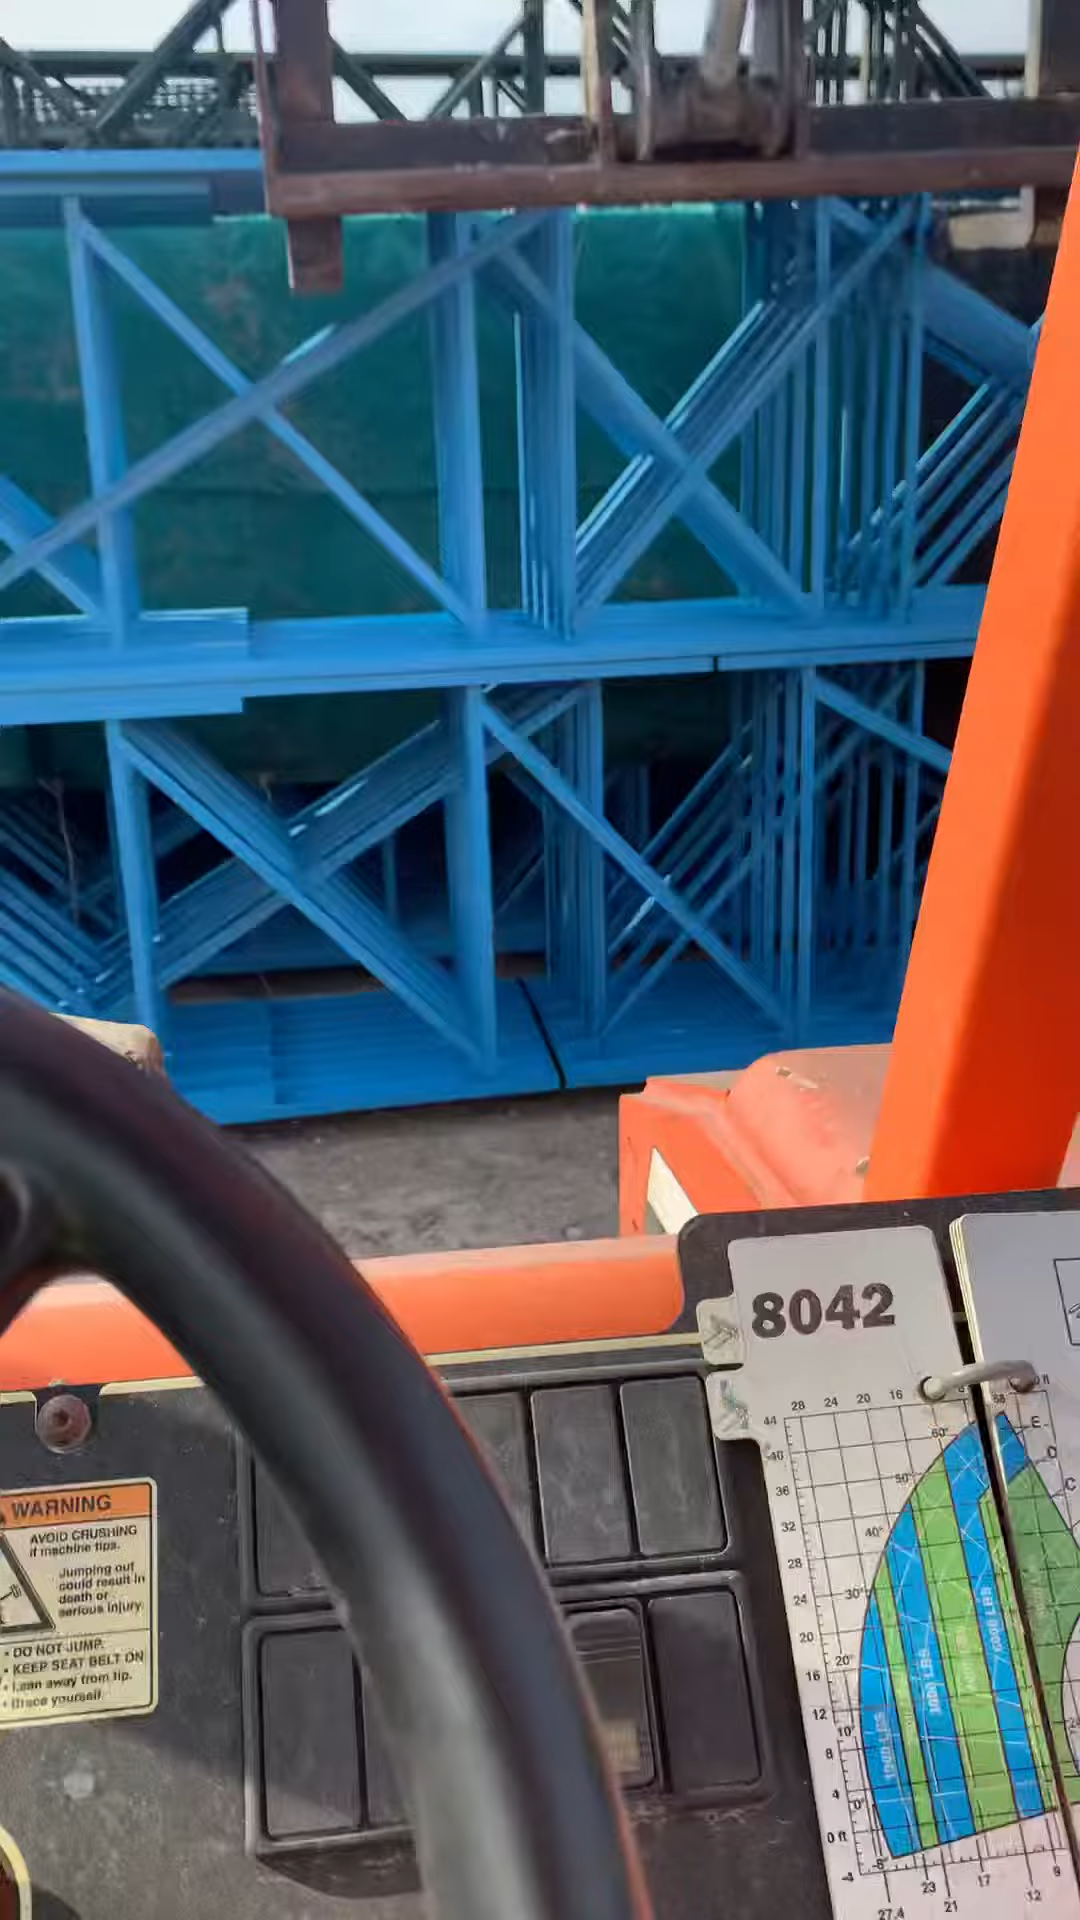 8042
28 24 20 16
44
40
36
32
28
24
20
16
12
8
4
0 ft
-4
60°
50°
40°
30°
20°
10°
0°
E
D
C
27.4 23 21 17 12 9
WARNING
AVOID CRUSHING
if machine tips.
Jumping out
could result in
death or
serious injury.
• DO NOT JUMP.
• KEEP SEAT BELT ON
• Lean away from tip.
• Brace yourself